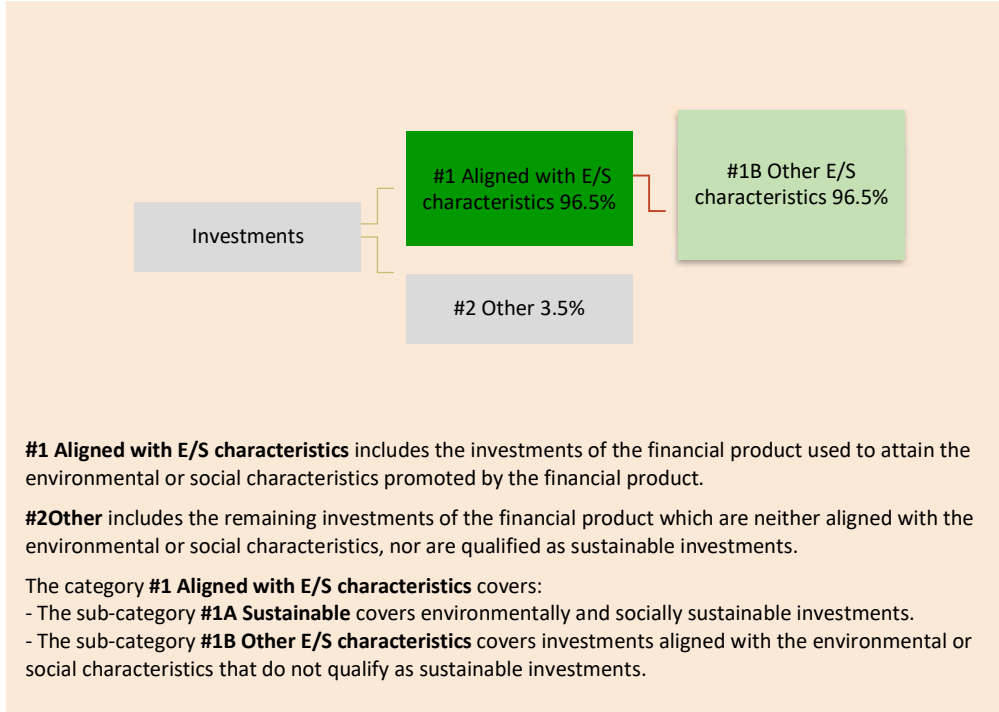 #1 Aligned with E/S
characteristics 96.5%
#1B Other E/S
characteristics 96.5%
Investments
#2 Other 3.5%
#1 Aligned with E/S characteristics includes the investments of the financial product used to attain the
environmental or social characteristics promoted by the financial product.
#2Other includes the remaining investments of the financial product which are neither aligned with the
environmental or social characteristics, nor are qualified as sustainable investments.
The category #1 Aligned with E/S characteristics covers:
- The sub-category #1A Sustainable covers environmentally and socially sustainable investments.
- The sub-category #1B Other E/S characteristics covers investments aligned with the environmental or
social characteristics that do not qualify as sustainable investments.